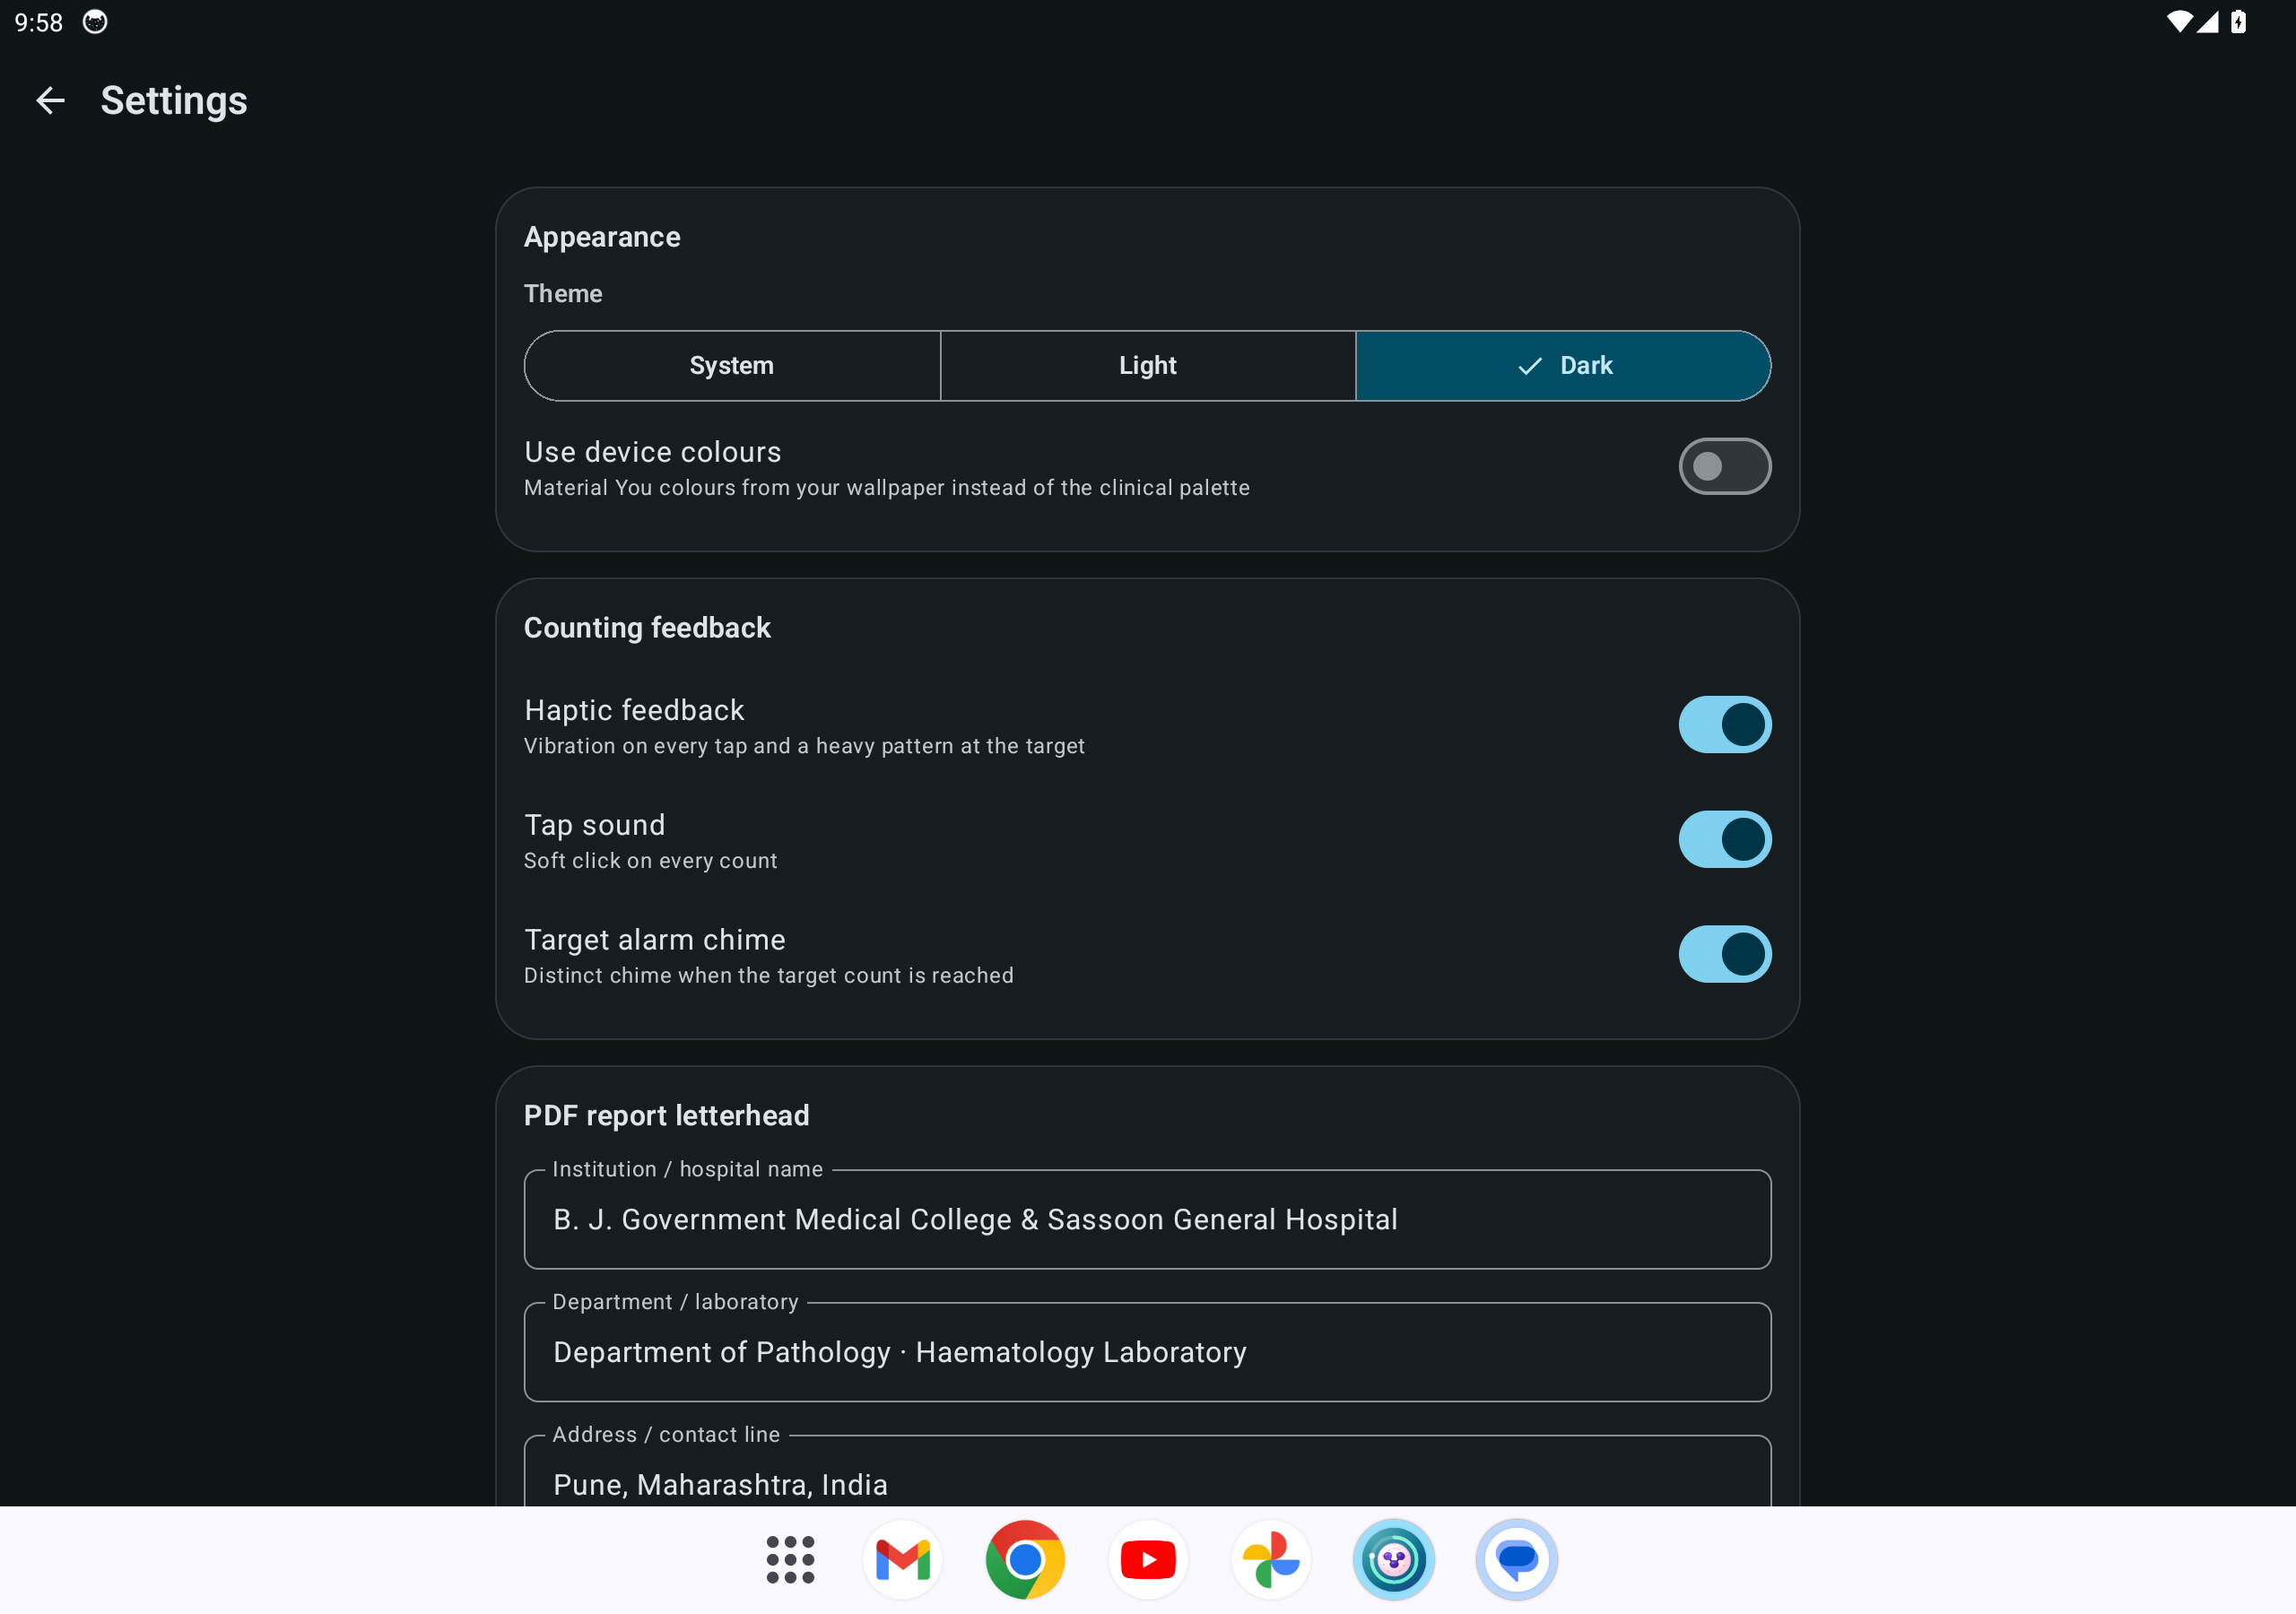 9:58
Settings
Appearance
Theme
System
Light
Dark
Use device colours
Material You colours from your wallpaper instead of the clinical palette
Counting feedback
Haptic feedback
Vibration on every tap and a heavy pattern at the target
Tap sound
Soft click on every count
Target alarm chime
Distinct chime when the target count is reached
PDF report letterhead
Institution / hospital name
B. J. Government Medical College & Sassoon General Hospital
Department / laboratory
Department of Pathology · Haematology Laboratory
Address / contact line
Pune, Maharashtra, India